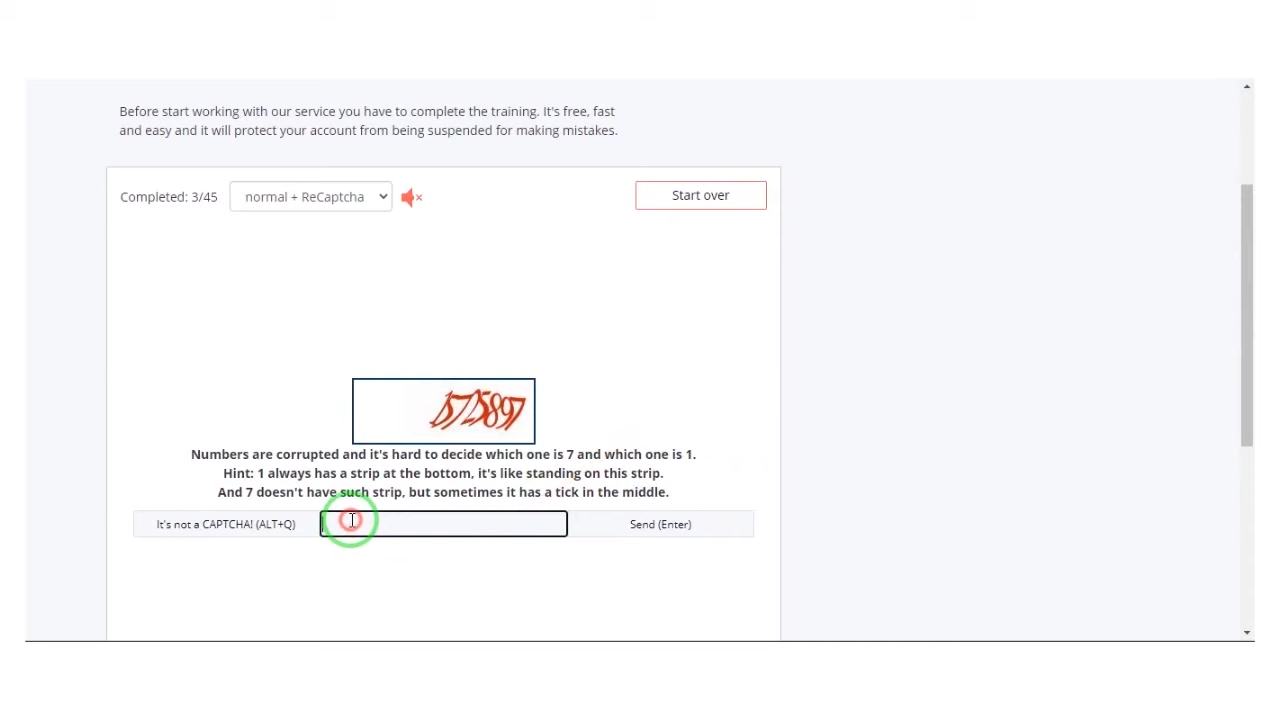 Before start working with our service you have to complete the training. It's free, fast
and easy and it will protect your account from being suspended for making mistakes.
Completed: 3/45 normal + ReCaptcha Start over
Numbers are corrupted and it's hard to decide which one is 7 and which one is 1.
Hint: 1 always has a strip at the bottom, it's like standing on this strip.
And 7 doesn't have such strip, but sometimes it has a tick in the middle.
It's not a CAPTCHA! (ALT+Q) Send (Enter)